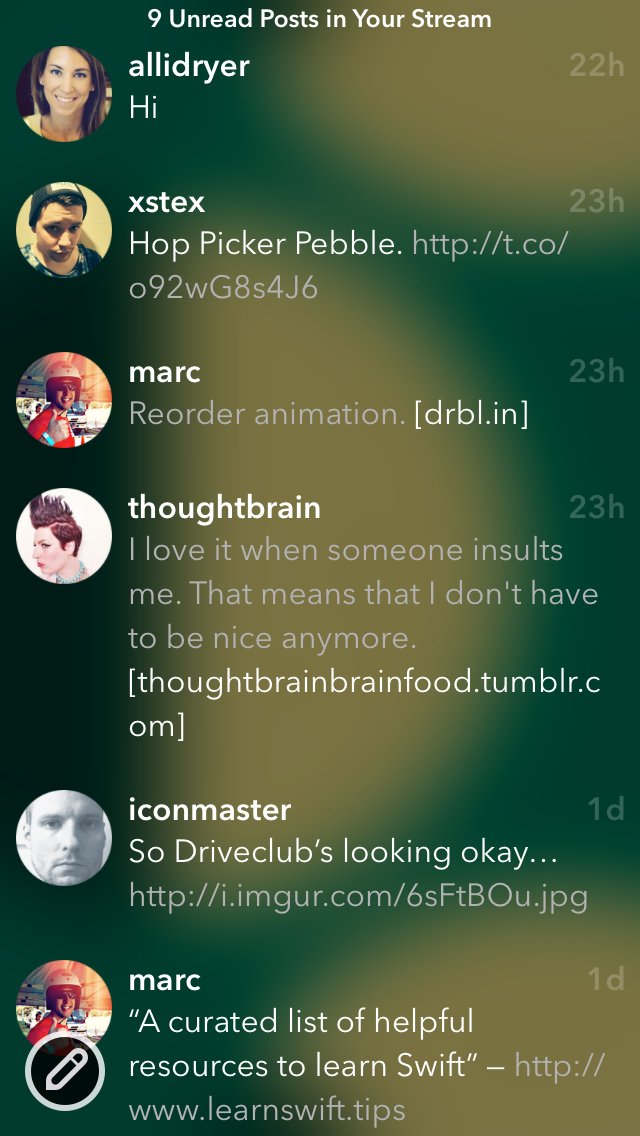 9 Unread Posts in Your Stream
allidryer 22h
Hi
xstex 23h
Hop Picker Pebble. http://t.co/
o92wG8s4J6
marc 23h
Reorder animation. [drbl.in]
thoughtbrain 23h
I love it when someone insults
me. That means that I don't have
to be nice anymore.
[thoughtbrainbrainfood.tumblr.c
om]
iconmaster 1d
So Driveclub’s looking okay…
http://i.imgur.com/6sFtBOu.jpg
marc 1d
“A curated list of helpful
resources to learn Swift” – http://
www.learnswift.tips